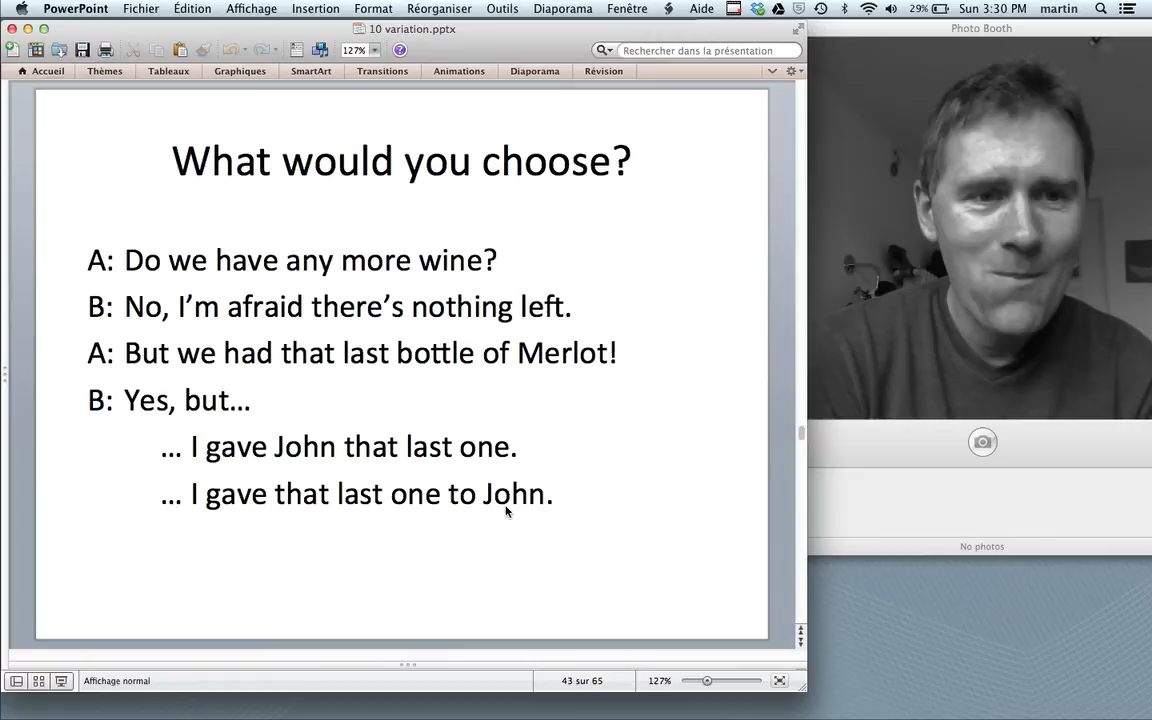 PowerPoint Fichier Édition Affichage Insertion Format Réorganiser Outils Diaporama Fenêtre Aide 29% Sun 3:30 PM martin
10 variation.pptx
Photo Booth
127%
Rechercher dans la présentation
Accueil Thèmes Tableaux Graphiques SmartArt Transitions Animations Diaporama Révision
What would you choose?
A: Do we have any more wine?
B: No, I’m afraid there’s nothing left.
A: But we had that last bottle of Merlot!
B: Yes, but…
… I gave John that last one.
… I gave that last one to John.
No photos
Affichage normal 43 sur 65 127%